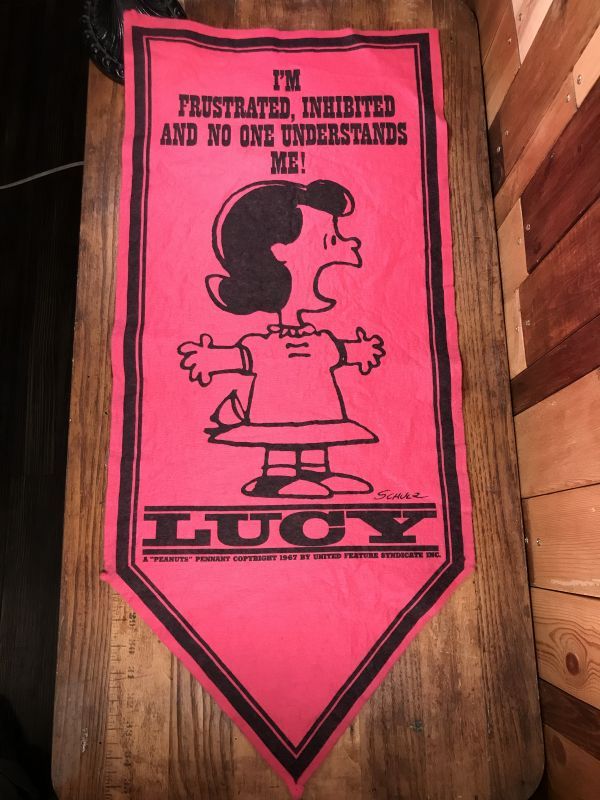 I'M
FRUSTRATED, INHIBITED
AND NO ONE UNDERSTANDS
ME!
SCHULZ
LUCY
A "PEANUTS" PENNANT COPYRIGHT 1967 BY UNITED FEATURE SYNDICATE INC.